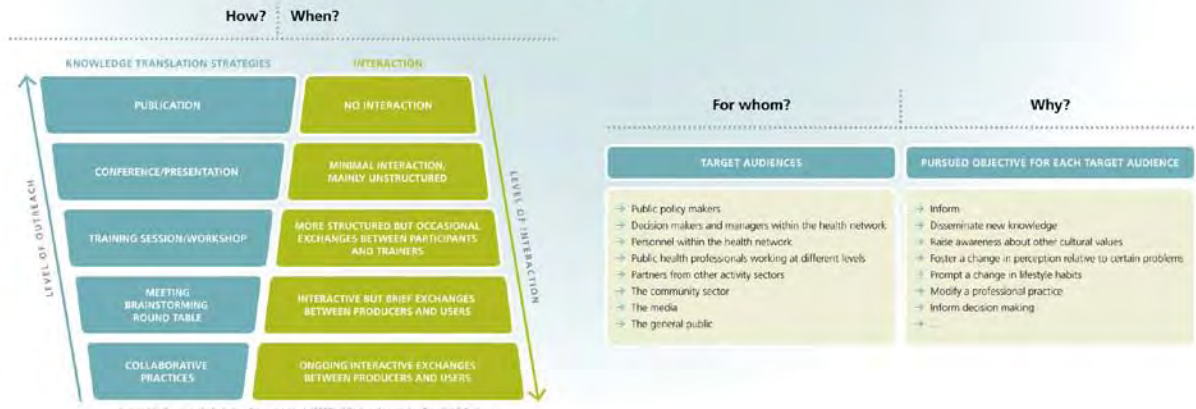 How?
When?
KNOWLEDGE TRANSLATION STRATEGIES
INTERACTION
PUBLICATION
NO INTERACTION
CONFERENCE/PRESENTATION
MINIMAL INTERACTION,
MAINLY UNSTRUCTURED
TRAINING SESSION/WORKSHOP
MORE STRUCTURED BUT OCCASIONAL
EXCHANGES BETWEEN PARTICIPANTS
AND TRAINERS
MEETING
BRAINSTORMING
ROUND TABLE
INTERACTIVE BUT BRIEF EXCHANGES
BETWEEN PRODUCERS AND USERS
COLLABORATIVE
PRACTICES
ONGOING INTERACTIVE EXCHANGES
BETWEEN PRODUCERS AND USERS
LEVEL OF OUTREACH
LEVEL OF INTERACTION
For whom?
TARGET AUDIENCES
→ Public policy makers
→ Decision makers and managers within the health network
→ Personnel within the health network
→ Public health professionals working at different levels
→ Partners from other activity sectors
→ The community sector
→ The media
→ The general public
Why?
PURSUED OBJECTIVE FOR EACH TARGET AUDIENCE
→ Inform
→ Disseminate new knowledge
→ Raise awareness about other cultural values
→ Foster a change in perception relative to certain problems
→ Prompt a change in lifestyle habits
→ Modify a professional practice
→ Inform decision making
→ ...